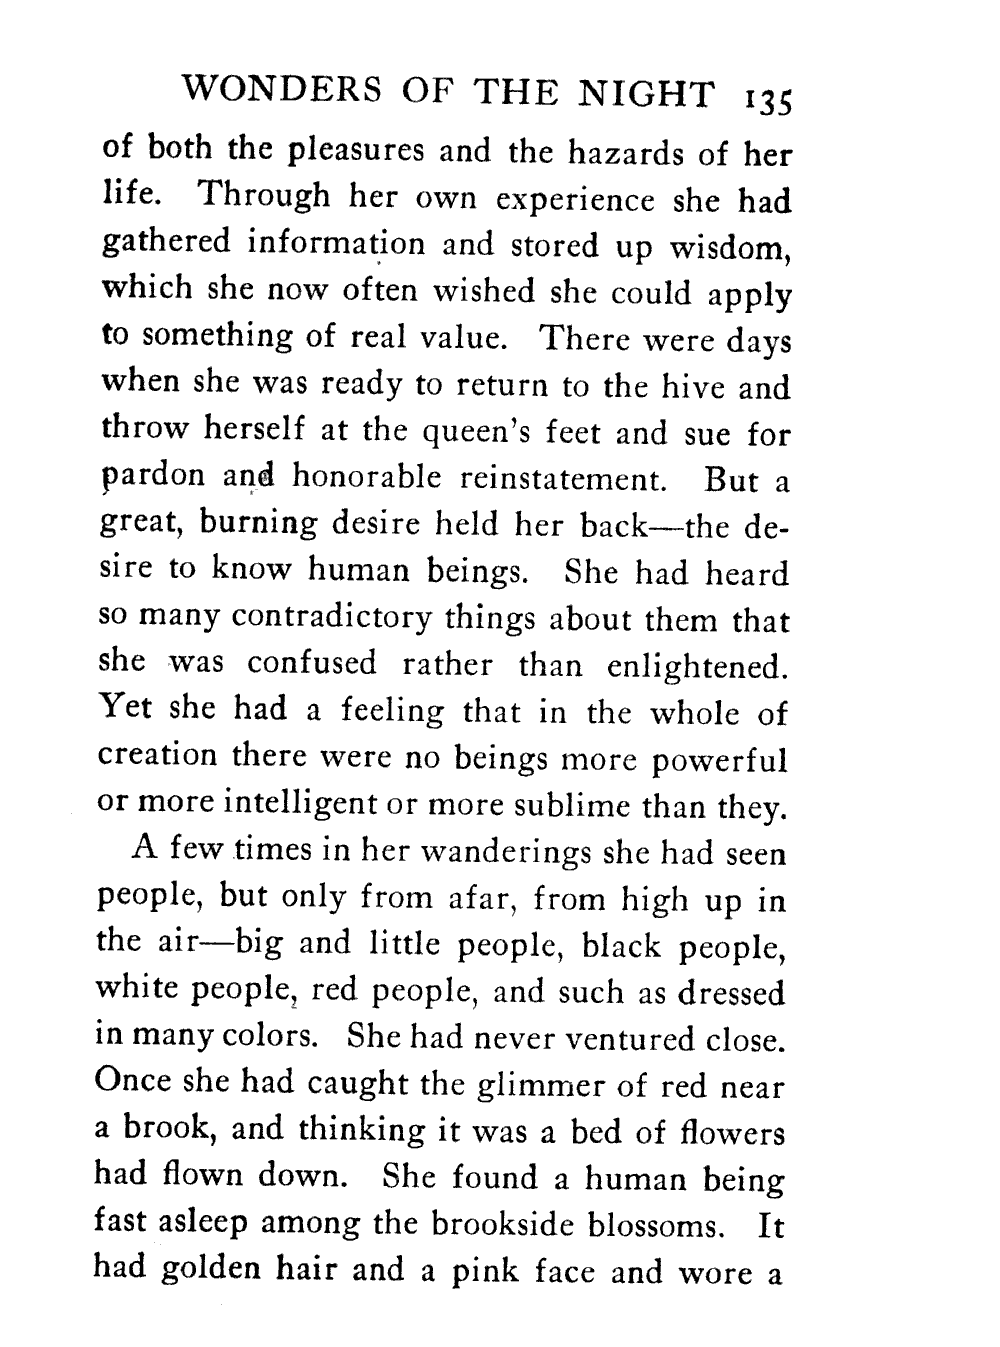 WONDERS OF THE NIGHT 135
of both the pleasures and the hazards of her
life. Through her own experience she had
gathered information and stored up wisdom,
which she now often wished she could apply
to something of real value. There were days
when she was ready to return to the hive and
throw herself at the queen's feet and sue for
pardon and honorable reinstatement. But a
great, burning desire held her back—the de-
sire to know human beings. She had heard
so many contradictory things about them that
she was confused rather than enlightened.
Yet she had a feeling that in the whole of
creation there were no beings more powerful
or more intelligent or more sublime than they.
A few times in her wanderings she had seen
people, but only from afar, from high up in
the air—big and little people, black people,
white people, red people, and such as dressed
in many colors. She had never ventured close.
Once she had caught the glimmer of red near
a brook, and thinking it was a bed of flowers
had flown down. She found a human being
fast asleep among the brookside blossoms. It
had golden hair and a pink face and wore a